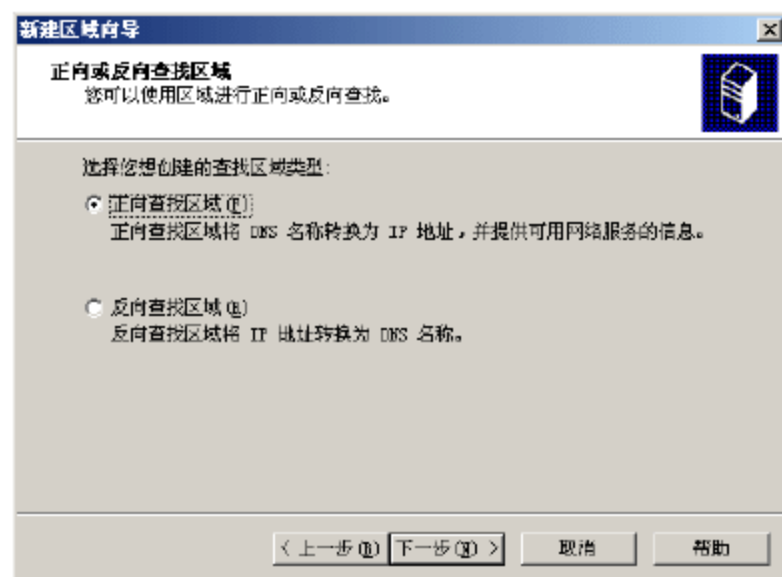 新建区域向导
正向或反向查找区域
您可以使用区域进行正向或反向查找。
选择您想创建的查找区域类型:
正向查找区域(F)
正向查找区域将 DNS 名称转换为 IP 地址,并提供可用网络服务的信息。
反向查找区域(R)
反向查找区域将 IP 地址转换为 DNS 名称。
< 上一步(B) 下一步(N) > 取消 帮助